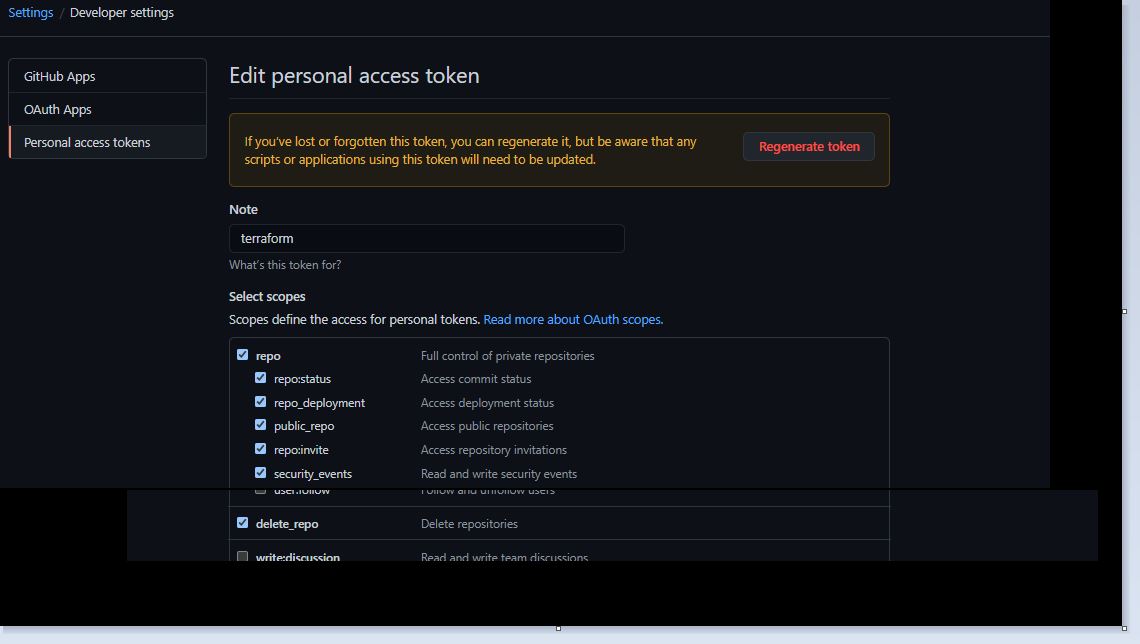 Settings / Developer settings
GitHub Apps
OAuth Apps
Personal access tokens
Edit personal access token
If you've lost or forgotten this token, you can regenerate it, but be aware that any
scripts or applications using this token will need to be updated.
Regenerate token
Note
terraform
What's this token for?
Select scopes
Scopes define the access for personal tokens. Read more about OAuth scopes.
repo Full control of private repositories
repo:status Access commit status
repo_deployment Access deployment status
public_repo Access public repositories
repo:invite Access repository invitations
security_events Read and write security events
user:follow Follow and unfollow users
delete_repo Delete repositories
write:discussion Read and write team discussions